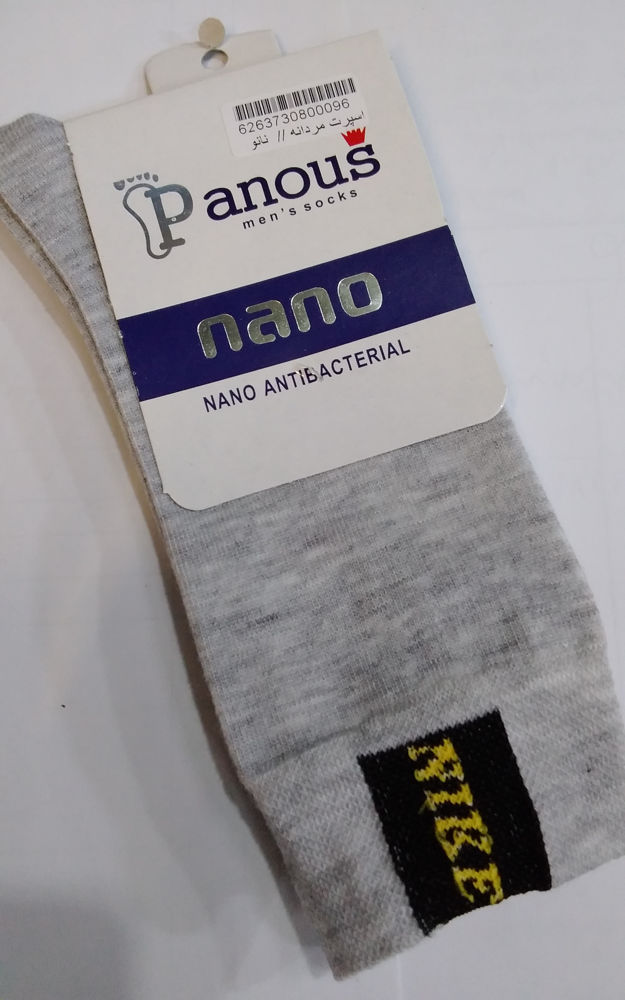 6263730800096
اسپرت مردانه // نانو
Panous
men's socks
nano
NANO ANTIBACTERIAL
NIKE